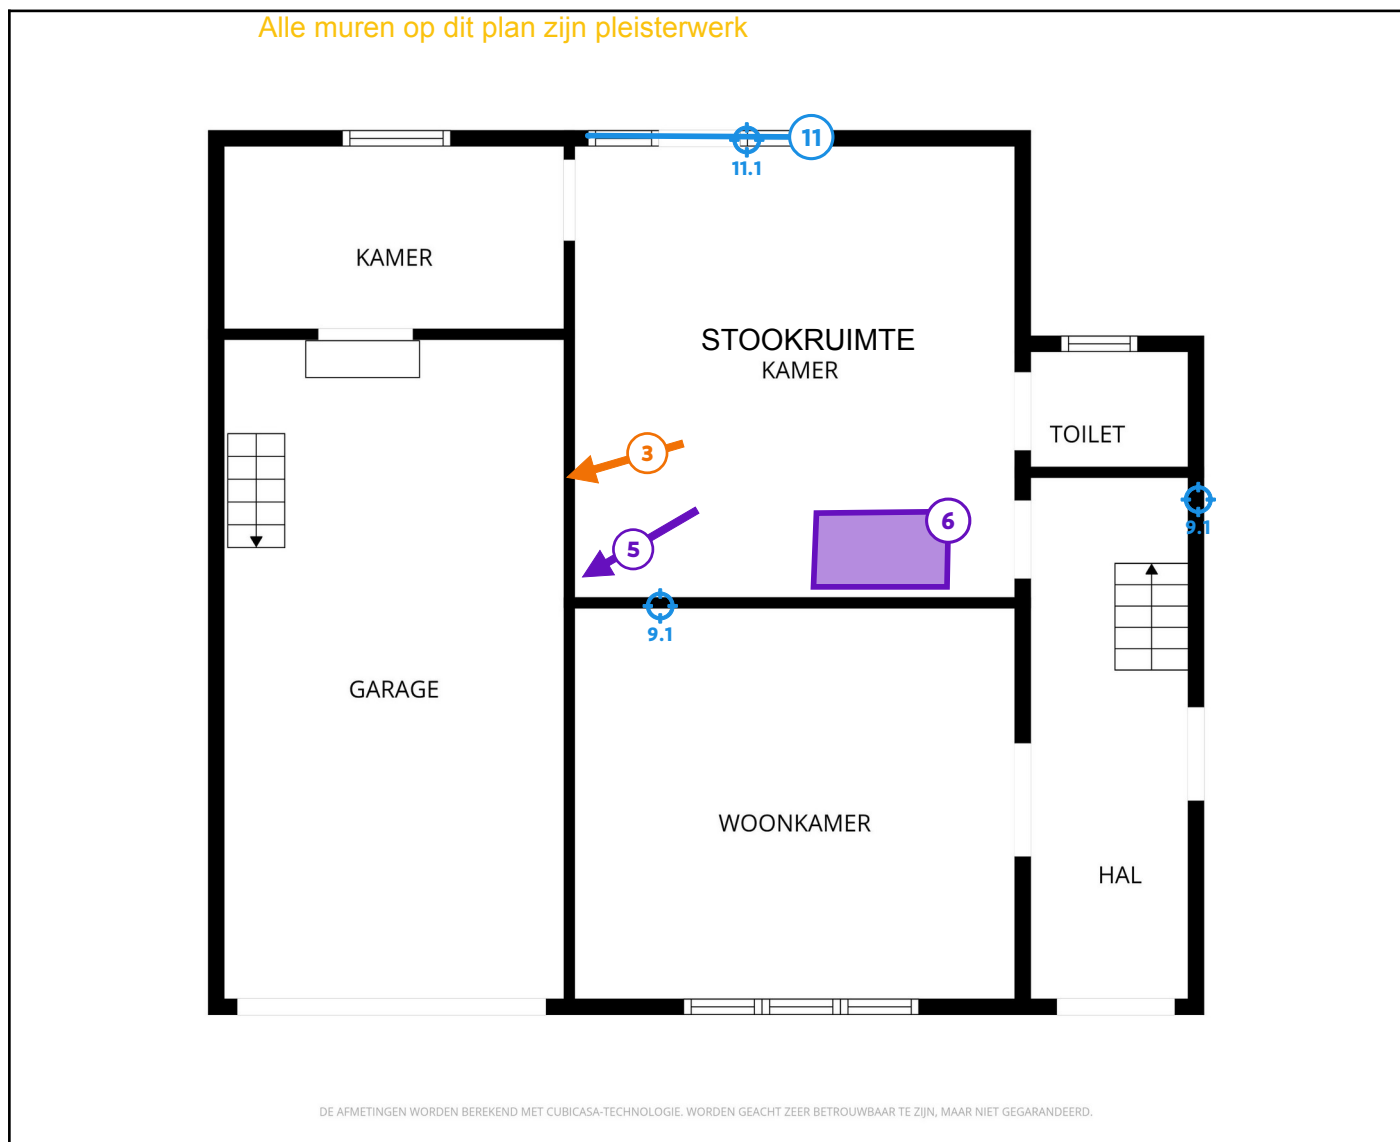 Alle muren op dit plan zijn pleisterwerk
11
11.1
KAMER
STOOKRUIMTE
KAMER
TOILET
3
9.1
6
5
9.1
GARAGE
WOONKAMER
HAL
DE AFMETINGEN WORDEN BEREKEND MET CUBICASA-TECHNOLOGIE. WORDEN GEACHT ZEER BETROUWBAAR TE ZIJN, MAAR NIET GEGARANDEERD.